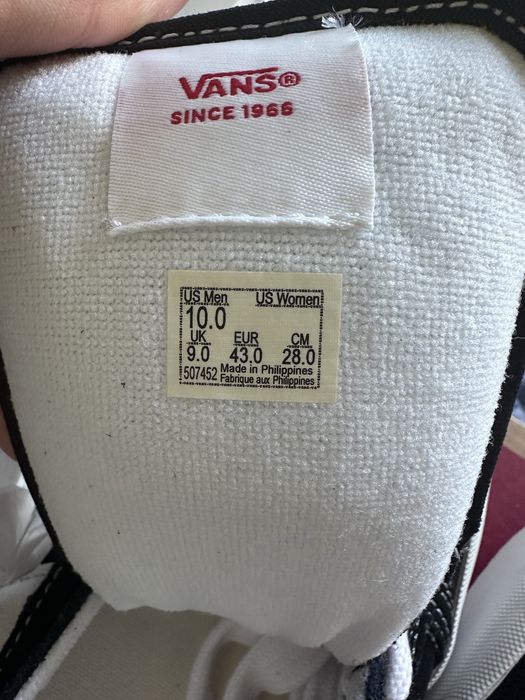 VANS®
SINCE 1966
US Men US Women
10.0
UK EUR CM
9.0 43.0 28.0
507452 Made in Philippines
Fabrique aux Philippines